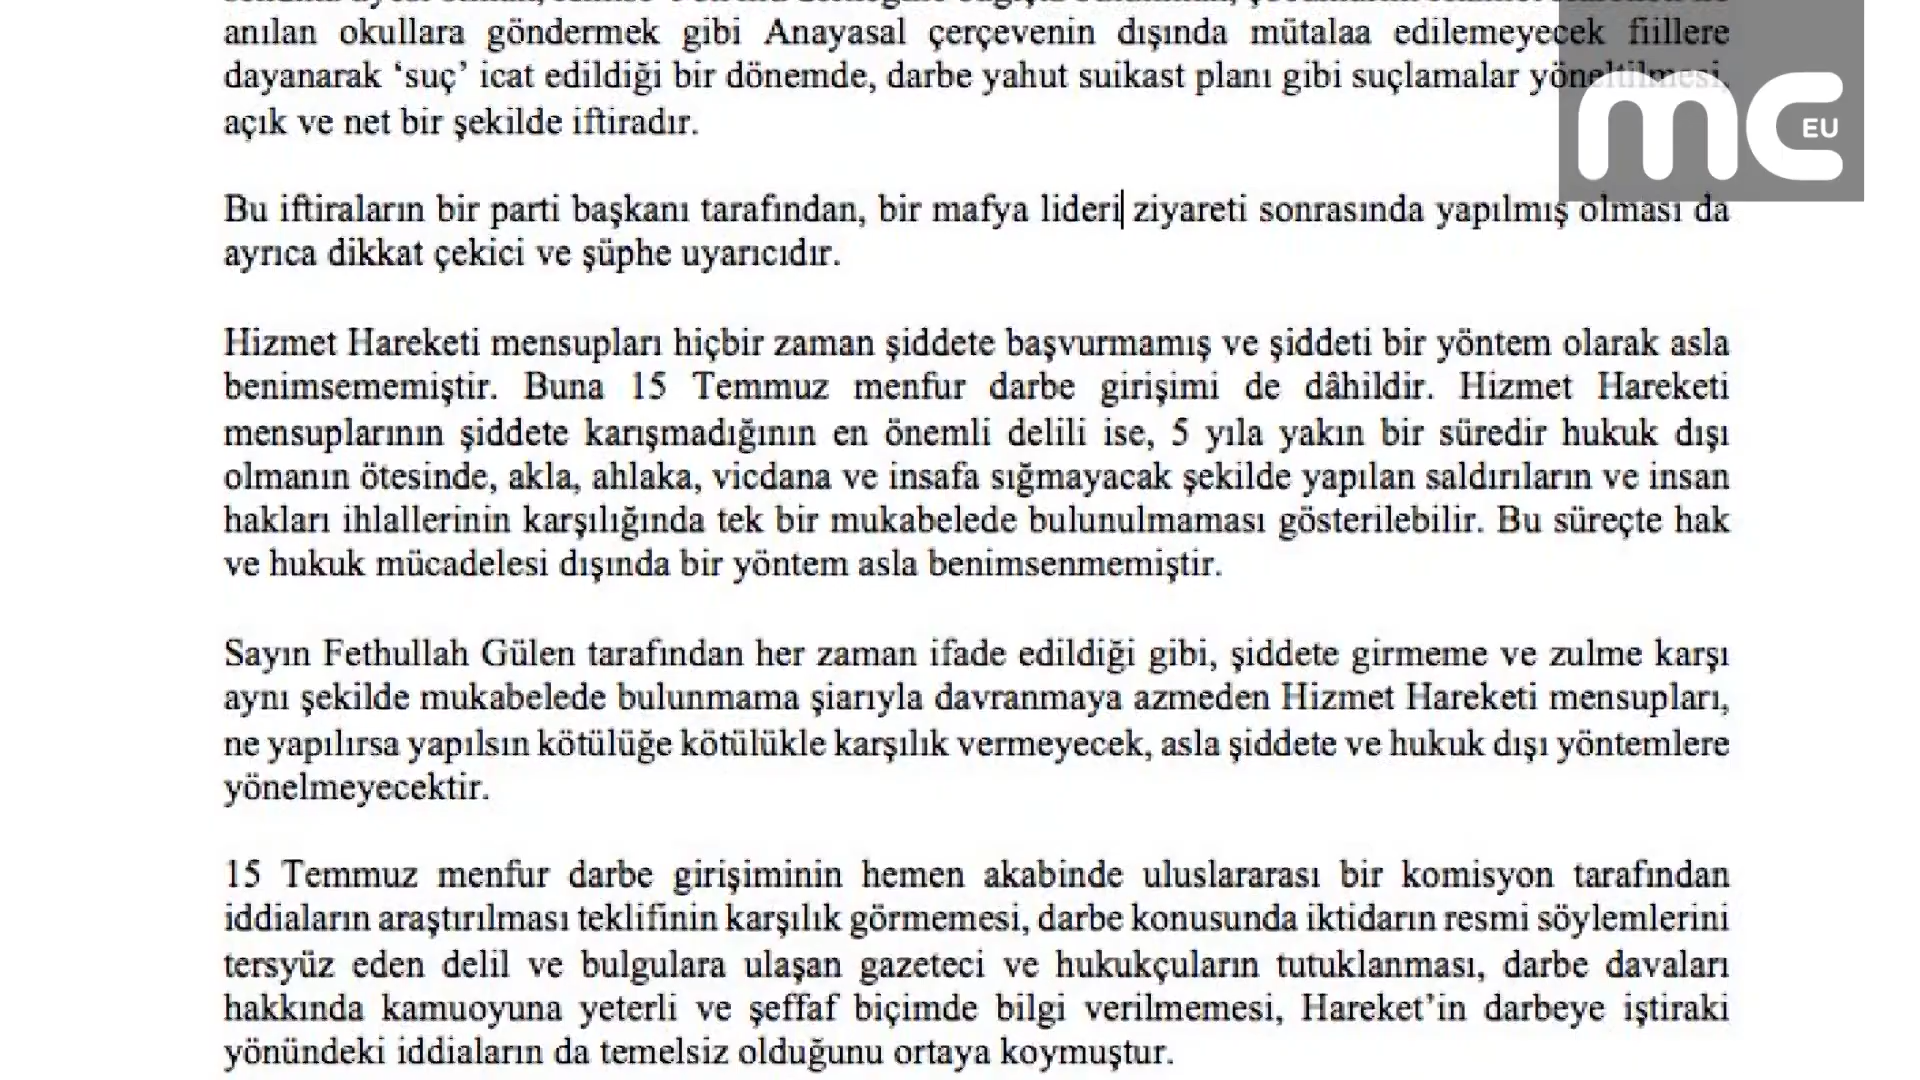 anılan okullara göndermek gibi Anayasal çerçevenin dışında mütalaa edilemeyecek fiillere
dayanarak ‘suç’ icat edildiği bir dönemde, darbe yahut suikast planı gibi suçlamalar yöneltilmesi,
açık ve net bir şekilde iftiradır.
Bu iftiraların bir parti başkanı tarafından, bir mafya lideri ziyareti sonrasında yapılmış olması da
ayrıca dikkat çekici ve şüphe uyarıcıdır.
Hizmet Hareketi mensupları hiçbir zaman şiddete başvurmamış ve şiddeti bir yöntem olarak asla
benimsememiştir. Buna 15 Temmuz menfur darbe girişimi de dâhildir. Hizmet Hareketi
mensuplarının şiddete karışmadığının en önemli delili ise, 5 yıla yakın bir süredir hukuk dışı
olmanın ötesinde, akla, ahlaka, vicdana ve insafa sığmayacak şekilde yapılan saldırıların ve insan
hakları ihlallerinin karşılığında tek bir mukabelede bulunulmaması gösterilebilir. Bu süreçte hak
ve hukuk mücadelesi dışında bir yöntem asla benimsenmemiştir.
Sayın Fethullah Gülen tarafından her zaman ifade edildiği gibi, şiddete girmeme ve zulme karşı
aynı şekilde mukabelede bulunmama şiarıyla davranmaya azmeden Hizmet Hareketi mensupları,
ne yapılırsa yapılsın kötülüğe kötülükle karşılık vermeyecek, asla şiddete ve hukuk dışı yöntemlere
yönelmeyecektir.
15 Temmuz menfur darbe girişiminin hemen akabinde uluslararası bir komisyon tarafından
iddiaların araştırılması teklifinin karşılık görmemesi, darbe konusunda iktidarın resmi söylemlerini
tersyüz eden delil ve bulgulara ulaşan gazeteci ve hukukçuların tutuklanması, darbe davaları
hakkında kamuoyuna yeterli ve şeffaf biçimde bilgi verilmemesi, Hareket’in darbeye iştiraki
yönündeki iddiaların da temelsiz olduğunu ortaya koymuştur.
mc EU